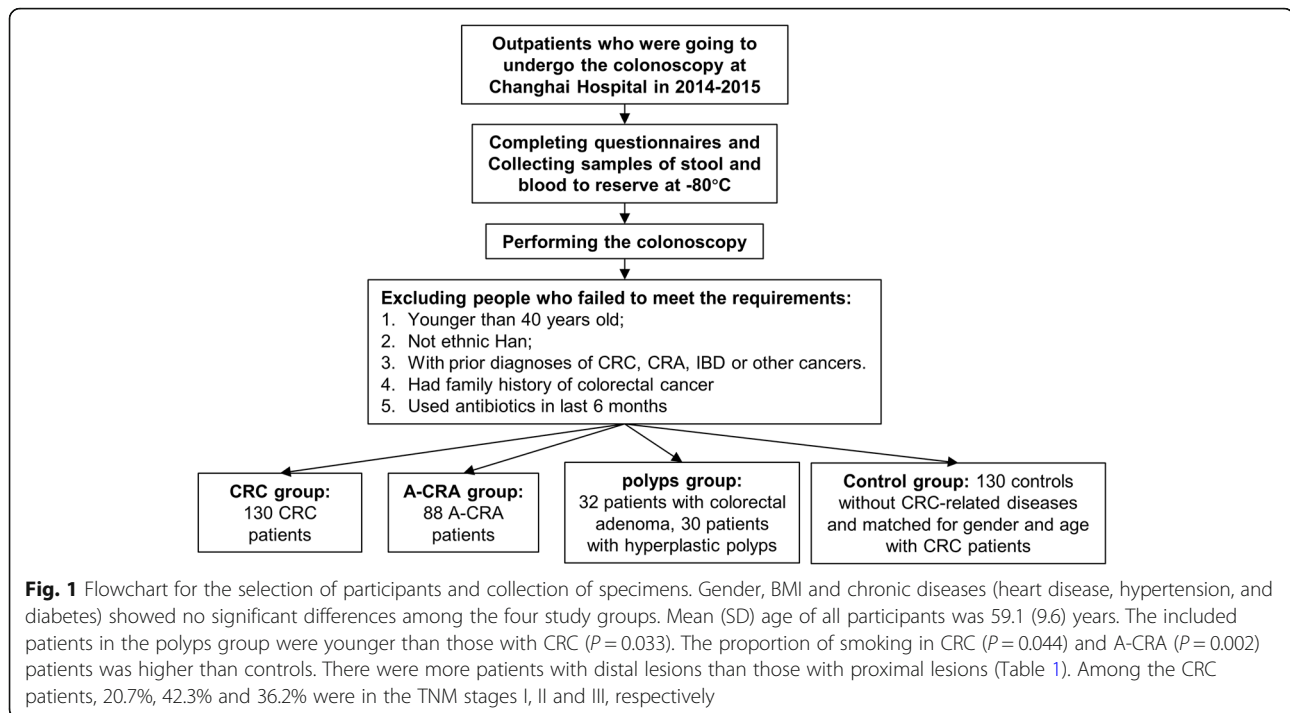 Outpatients who were going to
undergo the colonoscopy at
Changhai Hospital in 2014-2015
Completing questionnaires and
Collecting samples of stool and
blood to reserve at -80°C
Performing the colonoscopy
Excluding people who failed to meet the requirements:
1. Younger than 40 years old;
2. Not ethnic Han;
3. With prior diagnoses of CRC, CRA, IBD or other cancers.
4. Had family history of colorectal cancer
5. Used antibiotics in last 6 months
CRC group:
130 CRC
patients
A-CRA group:
88 A-CRA
patients
polyps group:
32 patients with colorectal
adenoma, 30 patients
with hyperplastic polyps
Control group: 130 controls
without CRC-related diseases
and matched for gender and age
with CRC patients
Fig. 1 Flowchart for the selection of participants and collection of specimens. Gender, BMI and chronic diseases (heart disease, hypertension, and
diabetes) showed no significant differences among the four study groups. Mean (SD) age of all participants was 59.1 (9.6) years. The included
patients in the polyps group were younger than those with CRC (P = 0.033). The proportion of smoking in CRC (P = 0.044) and A-CRA (P = 0.002)
patients was higher than controls. There were more patients with distal lesions than those with proximal lesions (Table 1). Among the CRC
patients, 20.7%, 42.3% and 36.2% were in the TNM stages I, II and III, respectively